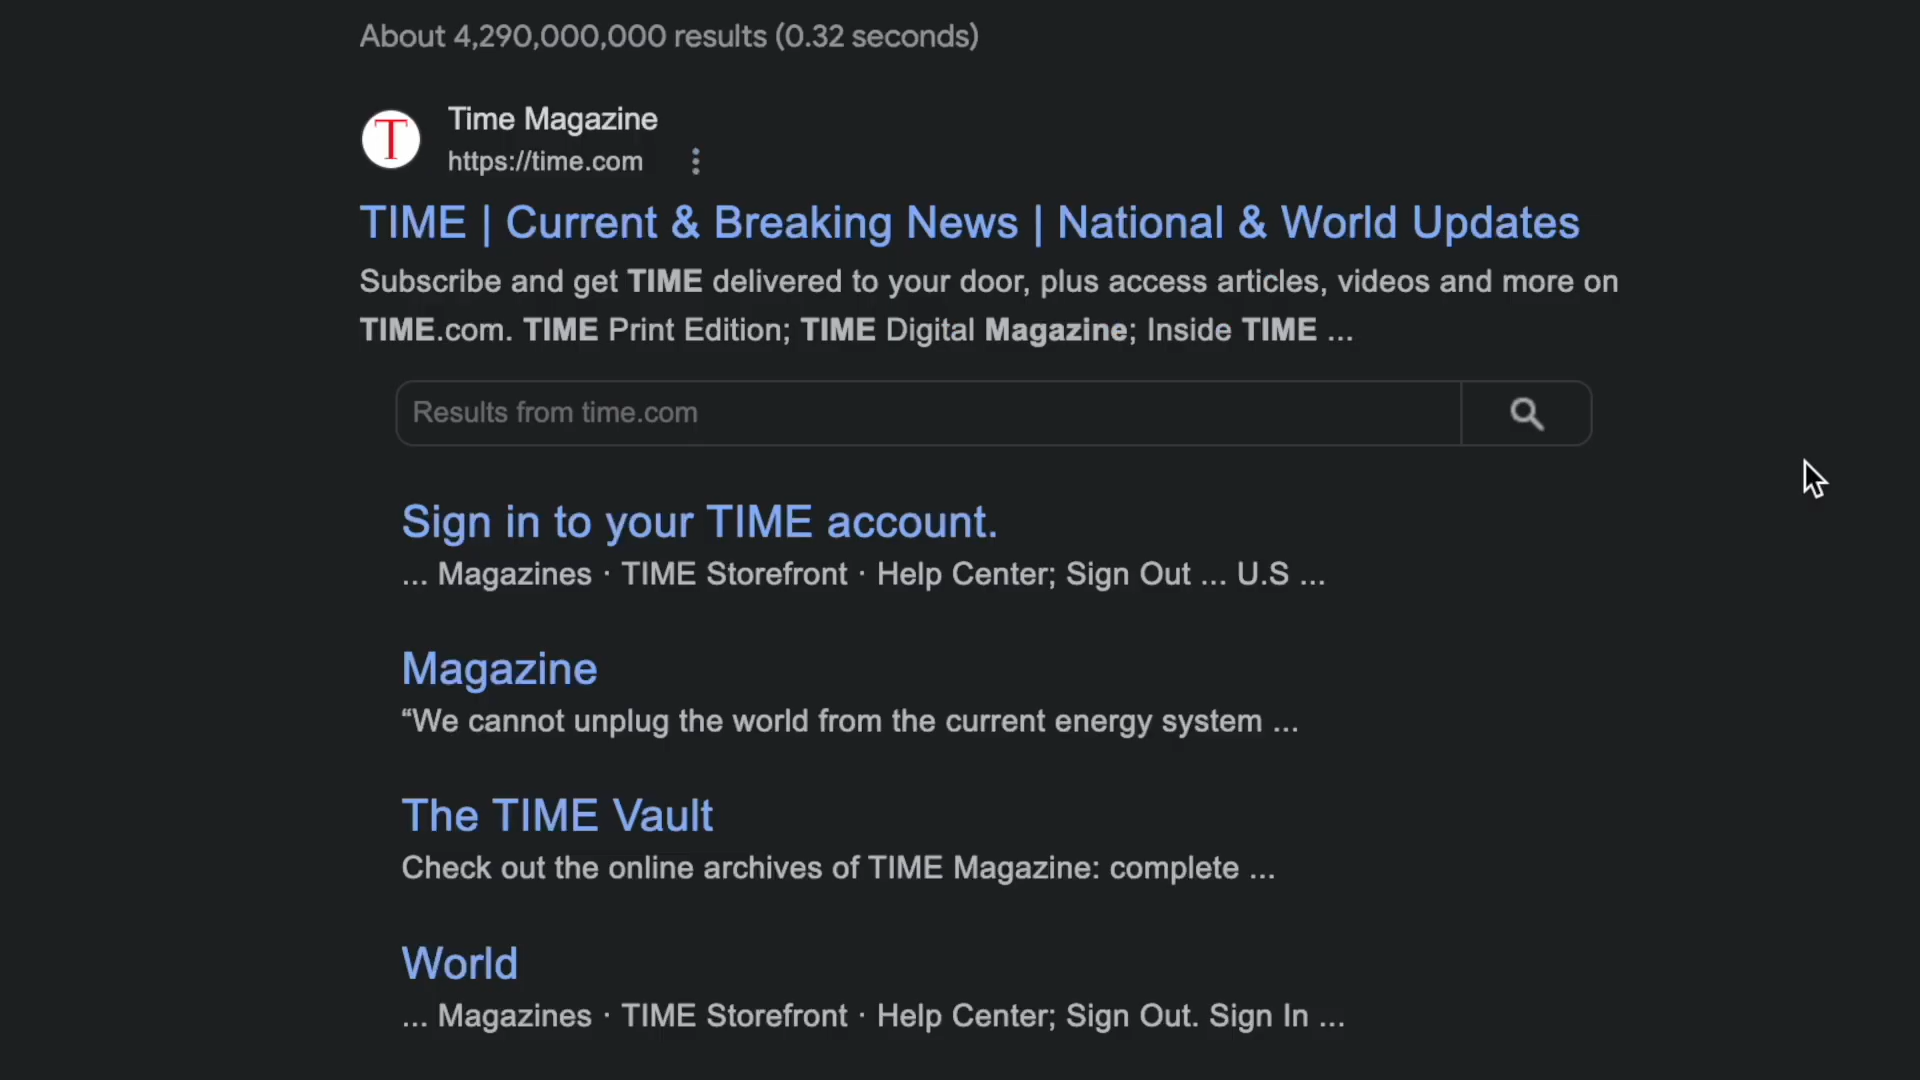 About 4,290,000,000 results (0.32 seconds)
T
Time Magazine
https://time.com
TIME | Current & Breaking News | National & World Updates
Subscribe and get TIME delivered to your door, plus access articles, videos and more on
TIME.com. TIME Print Edition; TIME Digital Magazine; Inside TIME ...
Results from time.com
Sign in to your TIME account.
... Magazines · TIME Storefront · Help Center; Sign Out ... U.S ...
Magazine
“We cannot unplug the world from the current energy system ...
The TIME Vault
Check out the online archives of TIME Magazine: complete ...
World
... Magazines · TIME Storefront · Help Center; Sign Out. Sign In ...